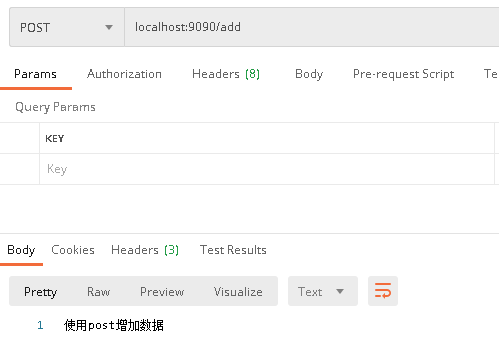 POST localhost:9090/add
Params Authorization Headers (8) Body Pre-request Script Te
Query Params
KEY
Key
Body Cookies Headers (3) Test Results
Pretty Raw Preview Visualize Text
1 使用post增加数据